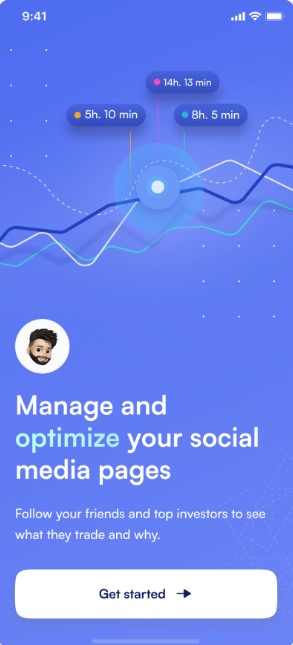 9:41
14h. 13 min
5h. 10 min
8h. 5 min
Manage and
optimize your social
media pages
Follow your friends and top investors to see
what they trade and why.
Get started